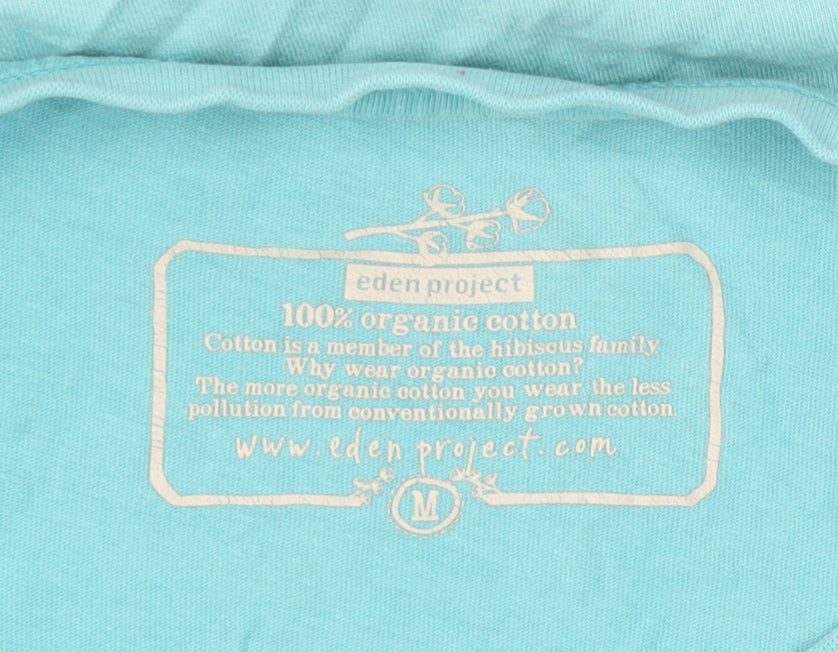 eden project
100% organic cotton
Cotton is a member of the hibiscus family.
Why wear organic cotton?
The more organic cotton you wear the less
pollution from conventionally grown cotton.
www.edenproject.com
M